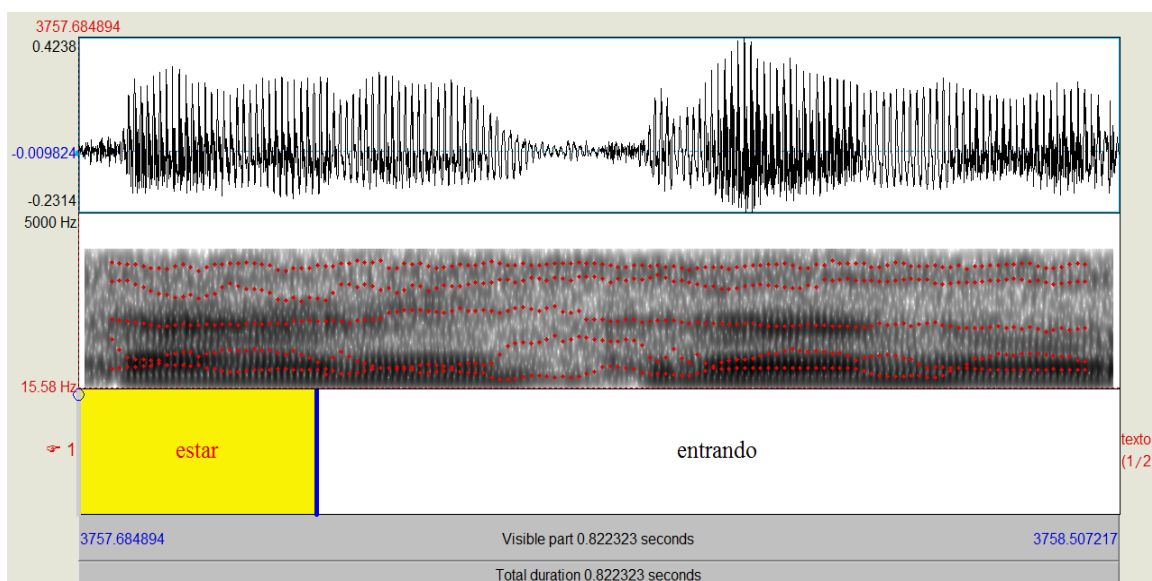 3757.684894
0.4238
-0.009824
-0.2314
5000 Hz
15.58 Hz
☞ 1
estar
entrando
texto
(1/2
3757.684894
Visible part 0.822323 seconds
3758.507217
Total duration 0.822323 seconds